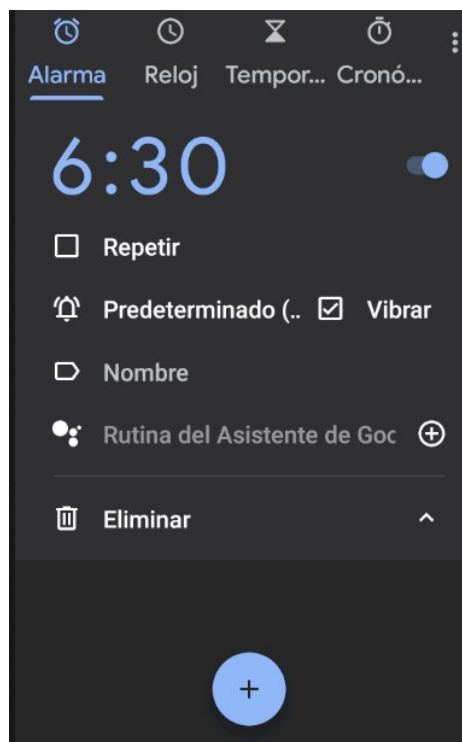 Alarma Reloj Tempor... Cronó...
6:30
Repetir
Predeterminado (.. Vibrar
Nombre
Rutina del Asistente de Goc
Eliminar